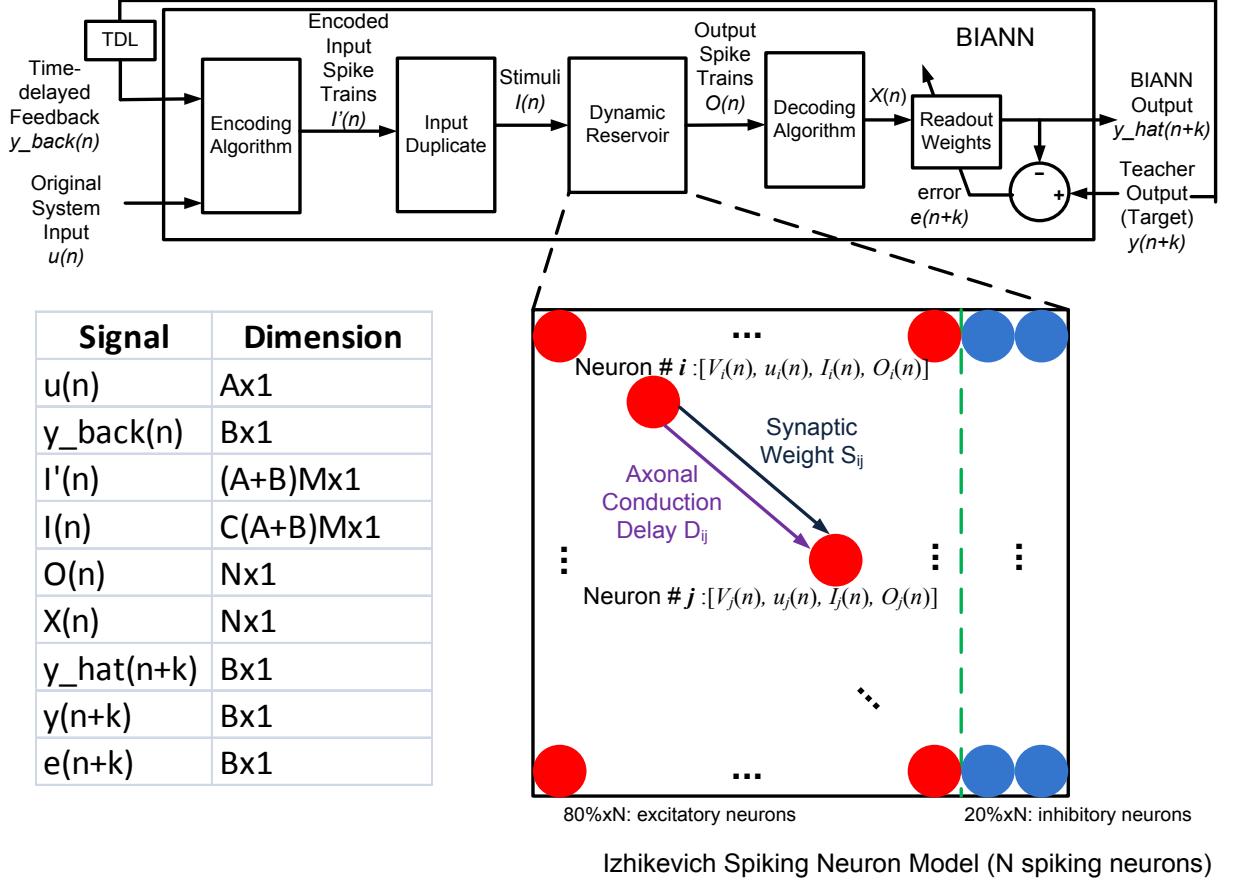 TDL
BIANN
Time-
delayed
Feedback
y_back(n)
Original
System
Input
u(n)
Encoding
Algorithm
Encoded
Input
Spike
Trains
I'(n)
Input
Duplicate
Stimuli
I(n)
Dynamic
Reservoir
Output
Spike
Trains
O(n)
Decoding
Algorithm
X(n)
Readout
Weights
error
e(n+k)
-
+
BIANN
Output
y_hat(n+k)
Teacher
Output
(Target)
y(n+k)
Signal Dimension
u(n) Ax1
y_back(n) Bx1
I'(n) (A+B)Mx1
I(n) C(A+B)Mx1
O(n) Nx1
X(n) Nx1
y_hat(n+k) Bx1
y(n+k) Bx1
e(n+k) Bx1
...
Neuron # i :[Vi(n), ui(n), Ii(n), Oi(n)]
Synaptic
Weight Sij
Axonal
Conduction
Delay Dij
...
...
...
Neuron # j :[Vj(n), uj(n), Ij(n), Oj(n)]
...
...
80%xN: excitatory neurons
20%xN: inhibitory neurons
Izhikevich Spiking Neuron Model (N spiking neurons)